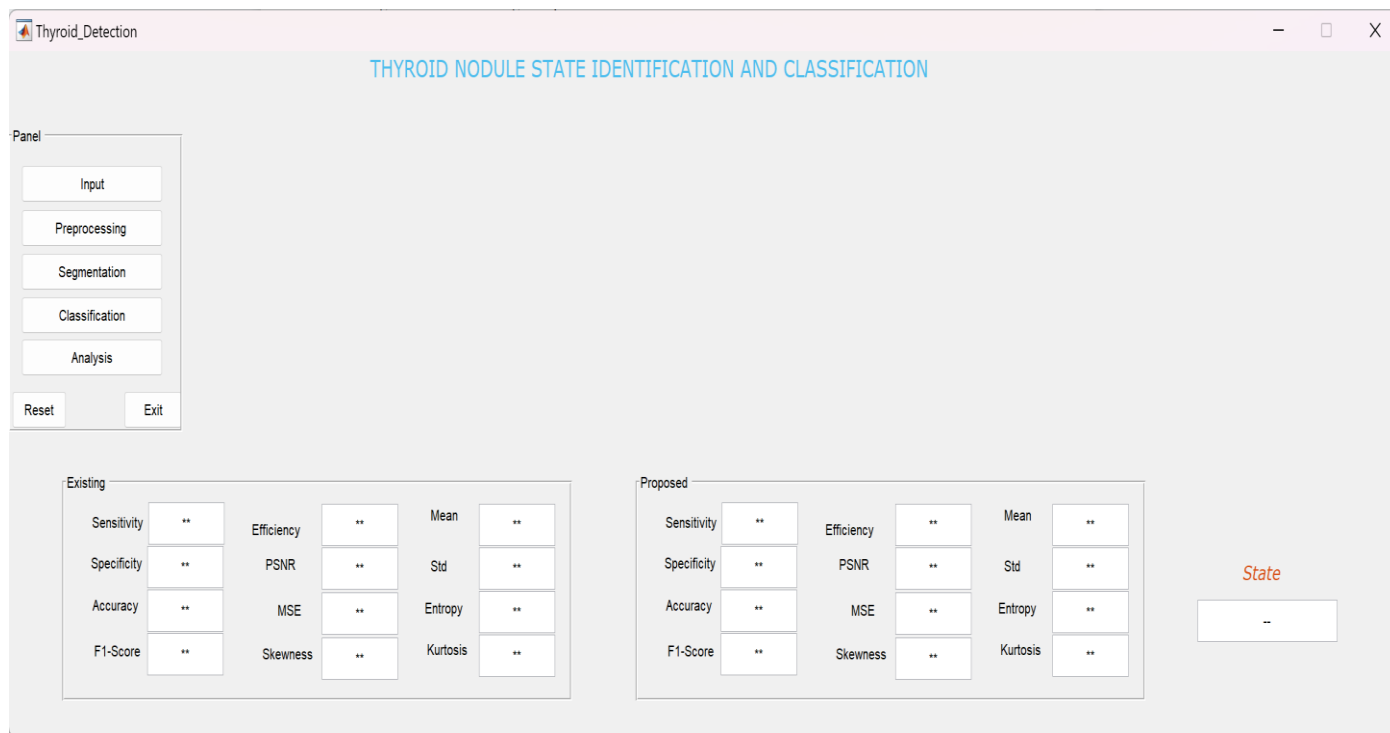 Thyroid_Detection
THYROID NODULE STATE IDENTIFICATION AND CLASSIFICATION
Panel
Input
Preprocessing
Segmentation
Classification
Analysis
Reset Exit
Existing
Sensitivity ** Efficiency ** Mean **
Specificity ** PSNR ** Std **
Accuracy ** MSE ** Entropy **
F1-Score ** Skewness ** Kurtosis **
Proposed
Sensitivity ** Efficiency ** Mean **
Specificity ** PSNR ** Std **
Accuracy ** MSE ** Entropy **
F1-Score ** Skewness ** Kurtosis **
State
--